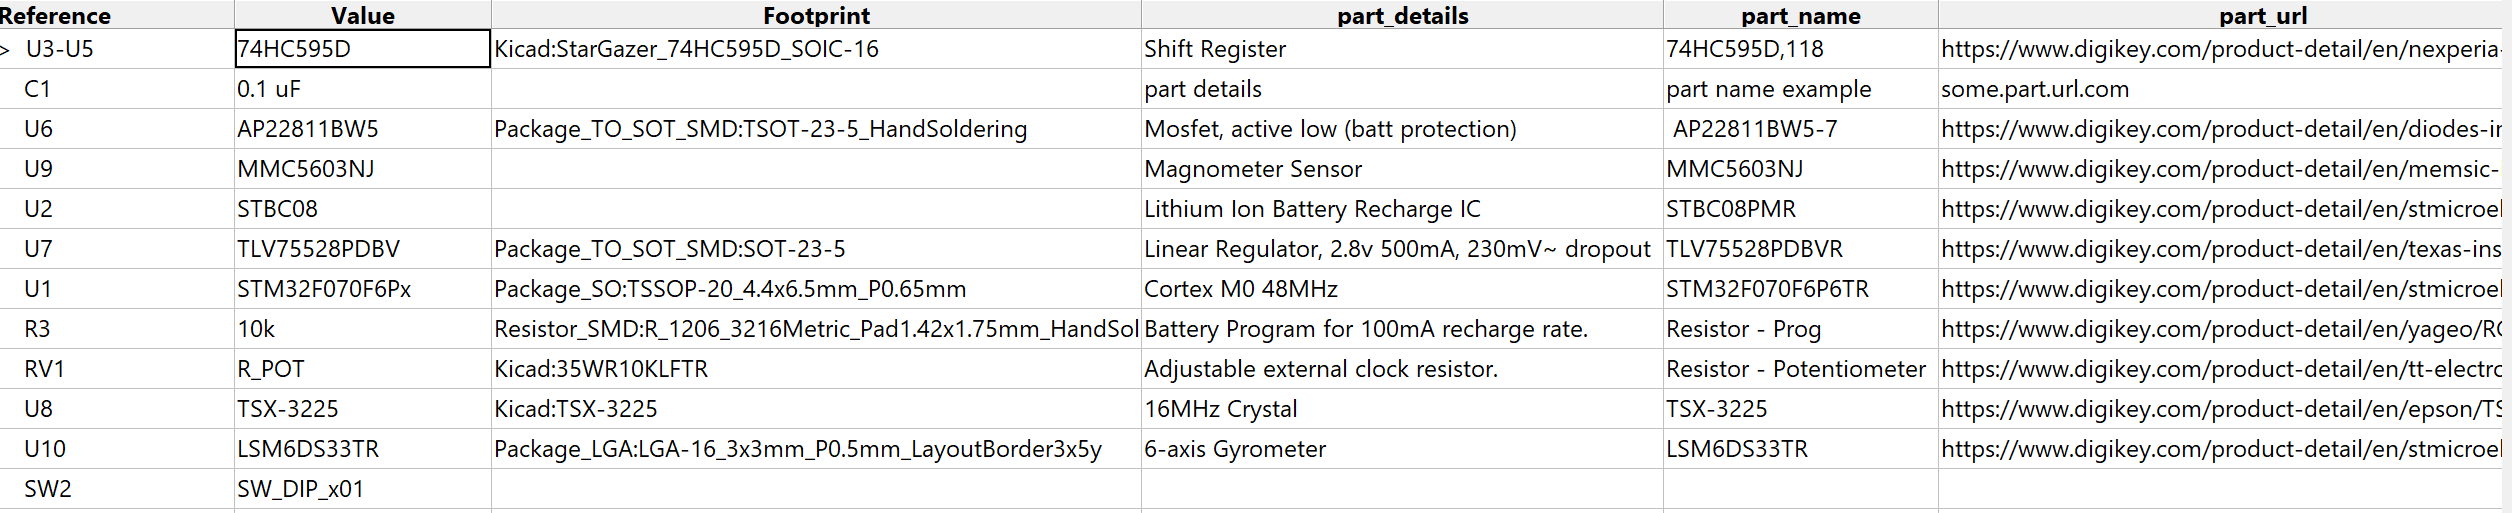 Reference Value Footprint part_details part_name part_url
> U3-U5 74HC595D Kicad:StarGazer_74HC595D_SOIC-16 Shift Register 74HC595D,118 https://www.digikey.com/product-detail/en/nexperia-
C1 0.1 uF part details part name example some.part.url.com
U6 AP22811BW5 Package_TO_SOT_SMD:TSOT-23-5_HandSoldering Mosfet, active low (batt protection) AP22811BW5-7 https://www.digikey.com/product-detail/en/diodes-in
U9 MMC5603NJ Magnometer Sensor MMC5603NJ https://www.digikey.com/product-detail/en/memsic-
U2 STBC08 Lithium Ion Battery Recharge IC STBC08PMR https://www.digikey.com/product-detail/en/stmicroel
U7 TLV75528PDBV Package_TO_SOT_SMD:SOT-23-5 Linear Regulator, 2.8v 500mA, 230mV~ dropout TLV75528PDBVR https://www.digikey.com/product-detail/en/texas-ins
U1 STM32F070F6Px Package_SO:TSSOP-20_4.4x6.5mm_P0.65mm Cortex M0 48MHz STM32F070F6P6TR https://www.digikey.com/product-detail/en/stmicroel
R3 10k Resistor_SMD:R_1206_3216Metric_Pad1.42x1.75mm_HandSol Battery Program for 100mA recharge rate. Resistor - Prog https://www.digikey.com/product-detail/en/yageo/RC
RV1 R_POT Kicad:35WR10KLFTR Adjustable external clock resistor. Resistor - Potentiometer https://www.digikey.com/product-detail/en/tt-electro
U8 TSX-3225 Kicad:TSX-3225 16MHz Crystal TSX-3225 https://www.digikey.com/product-detail/en/epson/TS
U10 LSM6DS33TR Package_LGA:LGA-16_3x3mm_P0.5mm_LayoutBorder3x5y 6-axis Gyrometer LSM6DS33TR https://www.digikey.com/product-detail/en/stmicroel
SW2 SW_DIP_x01